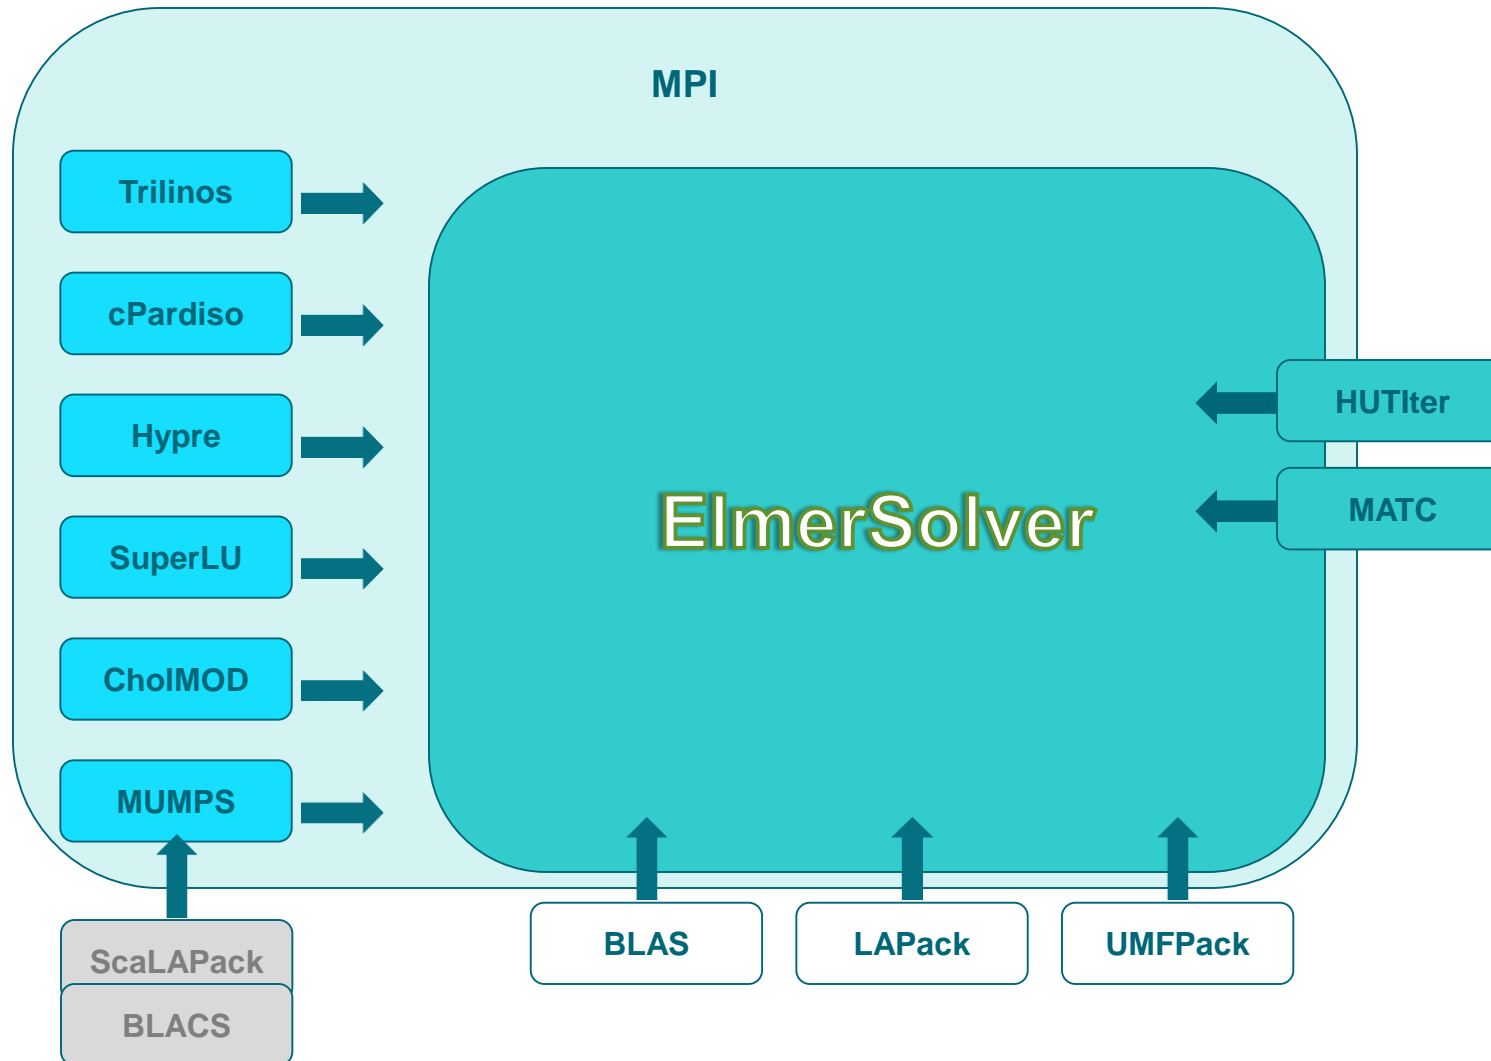 MPI
Trilinos
cPardiso
Hypre
SuperLU
CholMOD
MUMPS
ElmerSolver
HUTIter
MATC
ScaLAPack
BLACS
BLAS
LAPack
UMFPack